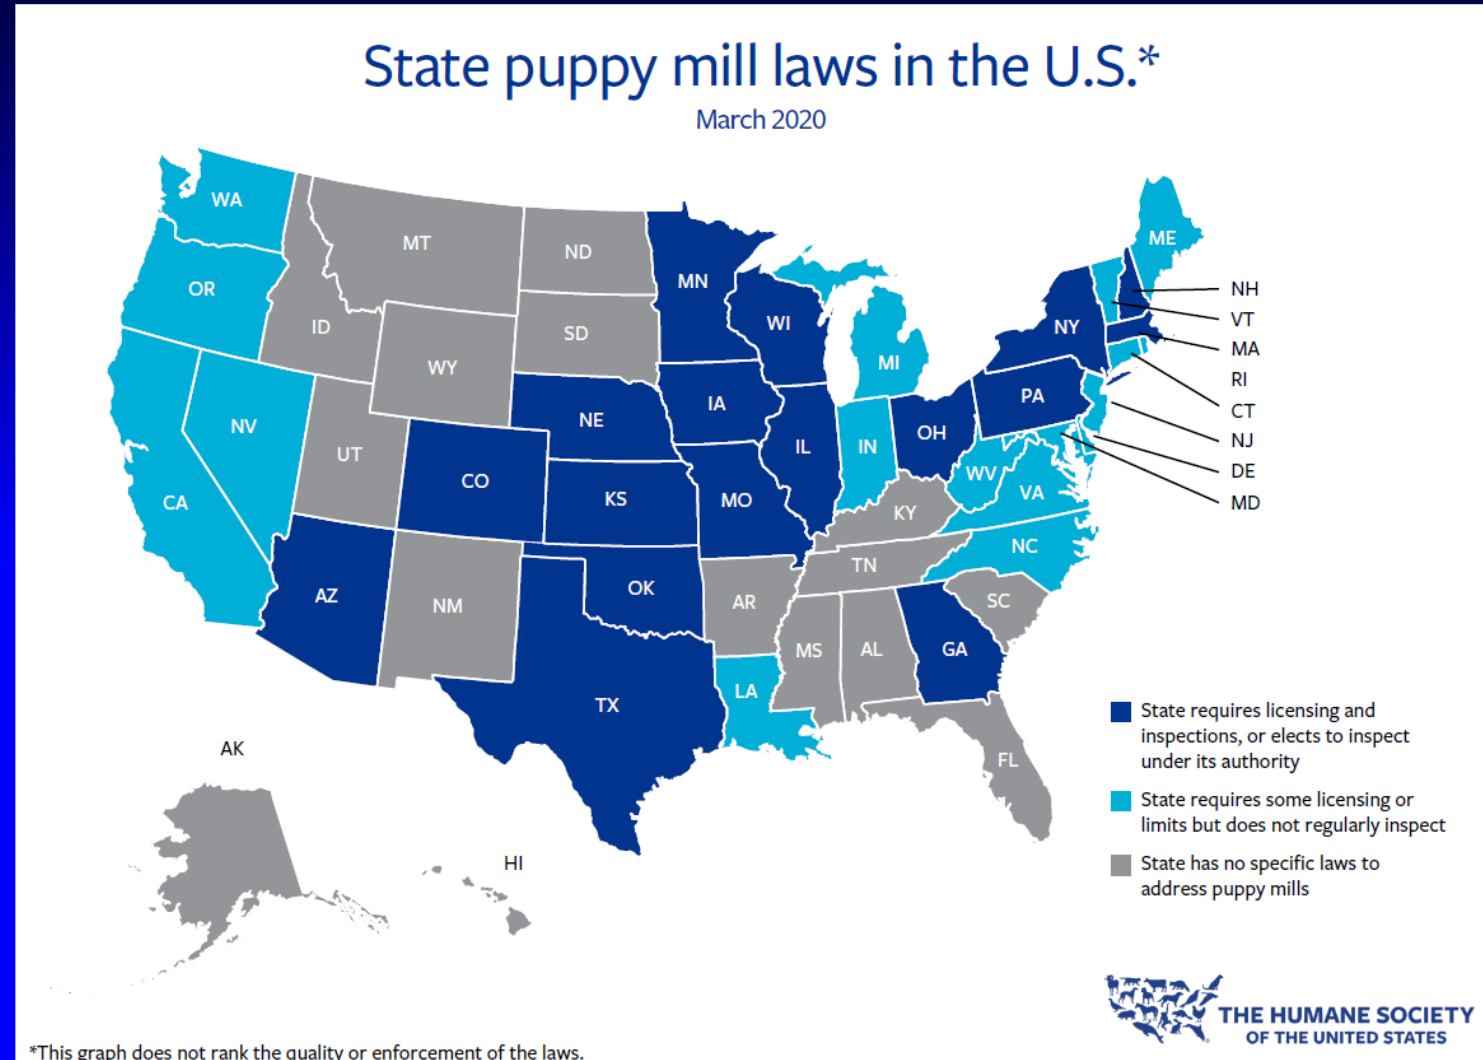 State puppy mill laws in the U.S.*
March 2020
WA
MT
ND
MN
ME
OR
ID
SD
WI
NY
NH
VT
MI
MA
WY
RI
PA
IA
CT
NE
NV
OH
NJ
IN
IL
UT
DE
CO
WV
VA
KS
MO
CA
MD
KY
NC
TN
OK
AZ
NM
AR
SC
MS
AL
GA
LA
TX
State requires licensing and
inspections, or elects to inspect
under its authority
AK
FL
State requires some licensing or
limits but does not regularly inspect
HI
State has no specific laws to
address puppy mills
THE HUMANE SOCIETY
OF THE UNITED STATES
*This graph does not rank the quality or enforcement of the laws.